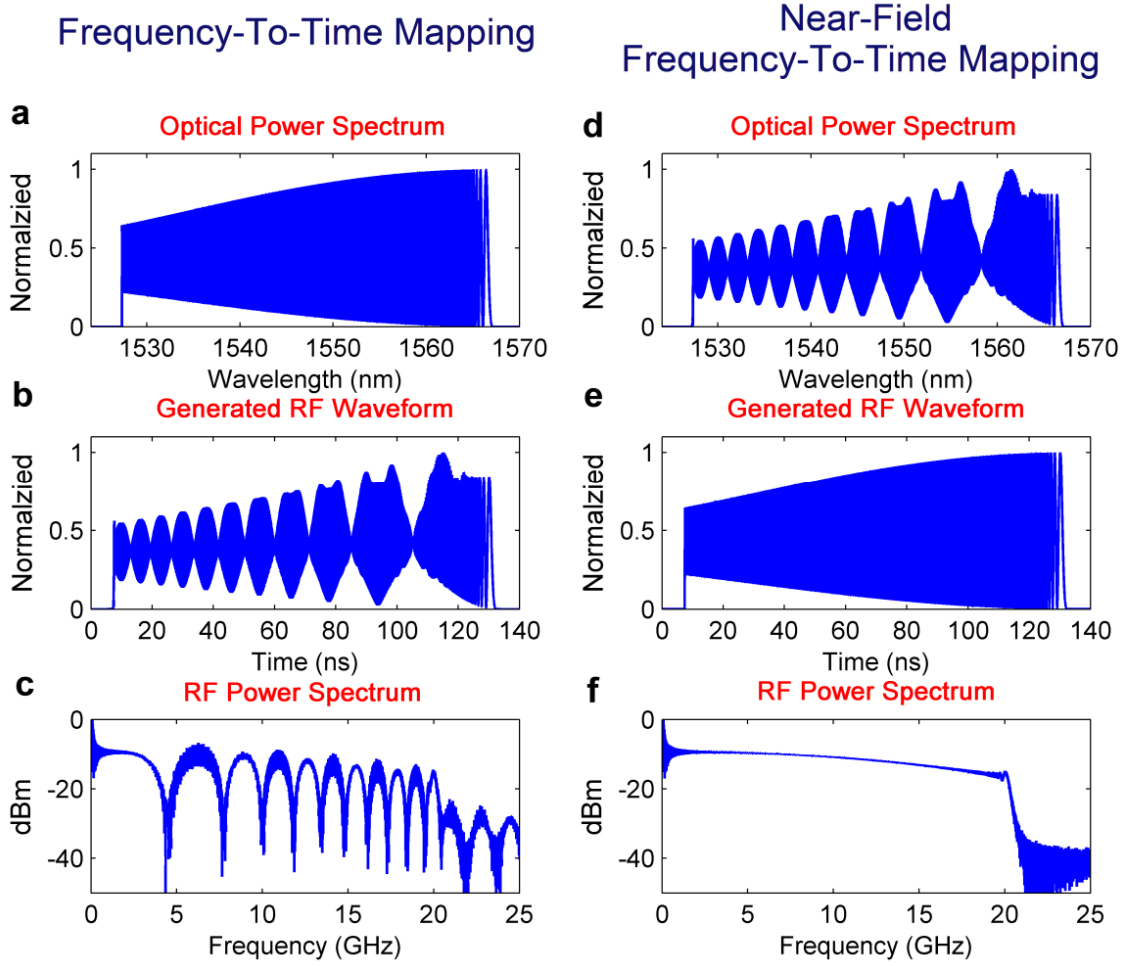 Frequency-To-Time Mapping
Near-Field
Frequency-To-Time Mapping
a
Optical Power Spectrum
Normalzied
1
0.5
0
1530 1540 1550 1560 1570
Wavelength (nm)
b
Generated RF Waveform
Normalzied
1
0.5
0
0 20 40 60 80 100 120 140
Time (ns)
c
RF Power Spectrum
dBm
0
-20
-40
0 5 10 15 20 25
Frequency (GHz)
d
Optical Power Spectrum
Normalzied
1
0.5
0
1530 1540 1550 1560 1570
Wavelength (nm)
e
Generated RF Waveform
Normalzied
1
0.5
0
0 20 40 60 80 100 120 140
Time (ns)
f
RF Power Spectrum
dBm
0
-20
-40
0 5 10 15 20 25
Frequency (GHz)